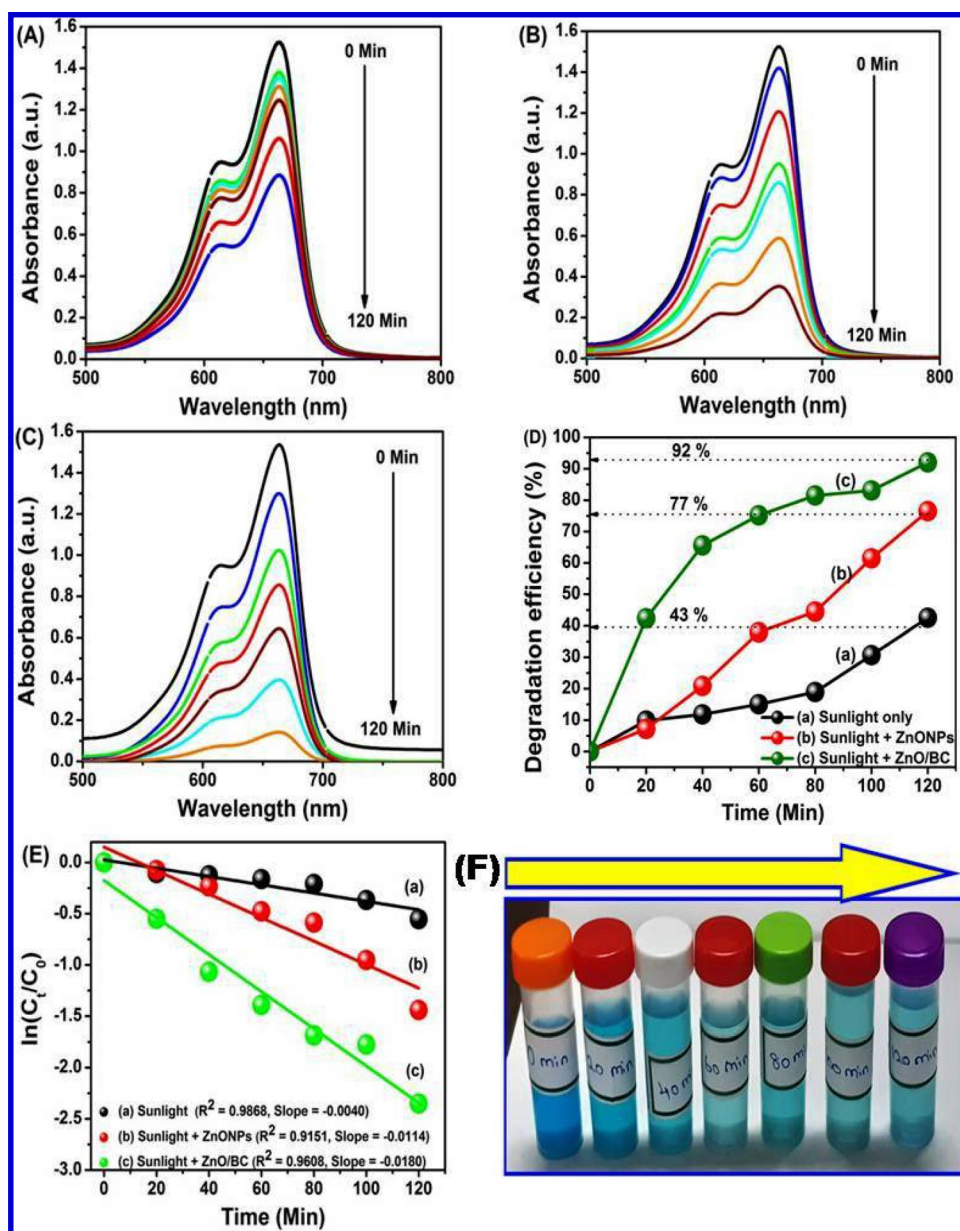 (A)
0 Min
120 Min
Absorbance (a.u.)
1.6
1.4
1.2
1.0
0.8
0.6
0.4
0.2
0.0
500 600 700 800
Wavelength (nm)
(B)
0 Min
120 Min
Absorbance (a.u.)
1.6
1.4
1.2
1.0
0.8
0.6
0.4
0.2
0.0
500 600 700 800
Wavelength (nm)
(C)
0 Min
120 Min
Absorbance (a.u.)
1.6
1.4
1.2
1.0
0.8
0.6
0.4
0.2
0.0
500 600 700 800
Wavelength (nm)
(D)
Degradation efficiency (%)
100
90
80
70
60
50
40
30
20
10
0
92 %
77 %
43 %
(c)
(b)
(a)
(a) Sunlight only
(b) Sunlight + ZnONPs
(c) Sunlight + ZnO/BC
0 20 40 60 80 100 120
Time (Min)
(E)
ln(Cₜ/C₀)
0.0
-0.5
-1.0
-1.5
-2.0
-2.5
-3.0
(a)
(b)
(c)
(a) Sunlight (R² = 0.9868, Slope = -0.0040)
(b) Sunlight + ZnONPs (R² = 0.9151, Slope = -0.0114)
(c) Sunlight + ZnO/BC (R² = 0.9608, Slope = -0.0180)
0 20 40 60 80 100 120
Time (Min)
(F)
0 min
20 min
40 m
60 min
80 min
min
120 min